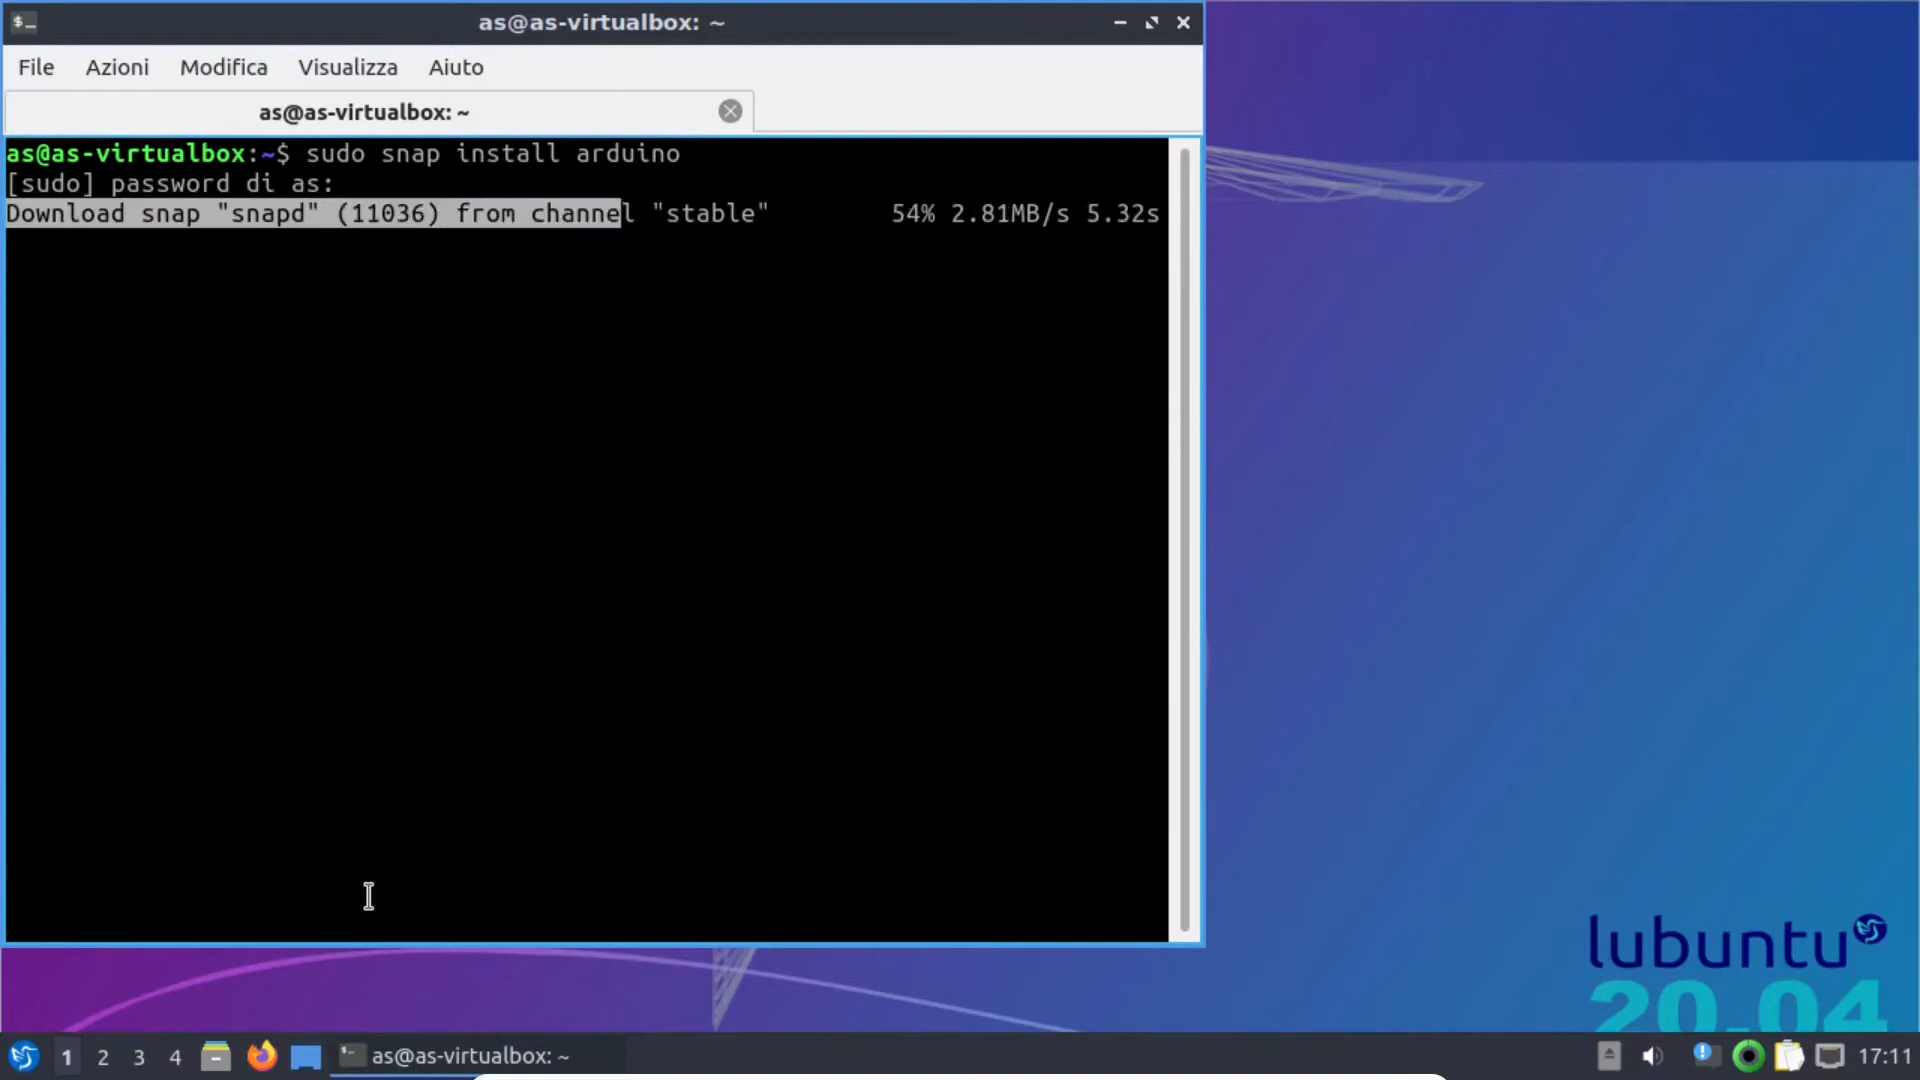 as@as-virtualbox: ~
File Azioni Modifica Visualizza Aiuto
as@as-virtualbox: ~
as@as-virtualbox:~$ sudo snap install arduino
[sudo] password di as:
Download snap "snapd" (11036) from channel "stable" 54% 2.81MB/s 5.32s
lubuntu
20.04
1 2 3 4 as@as-virtualbox: ~ 17:11